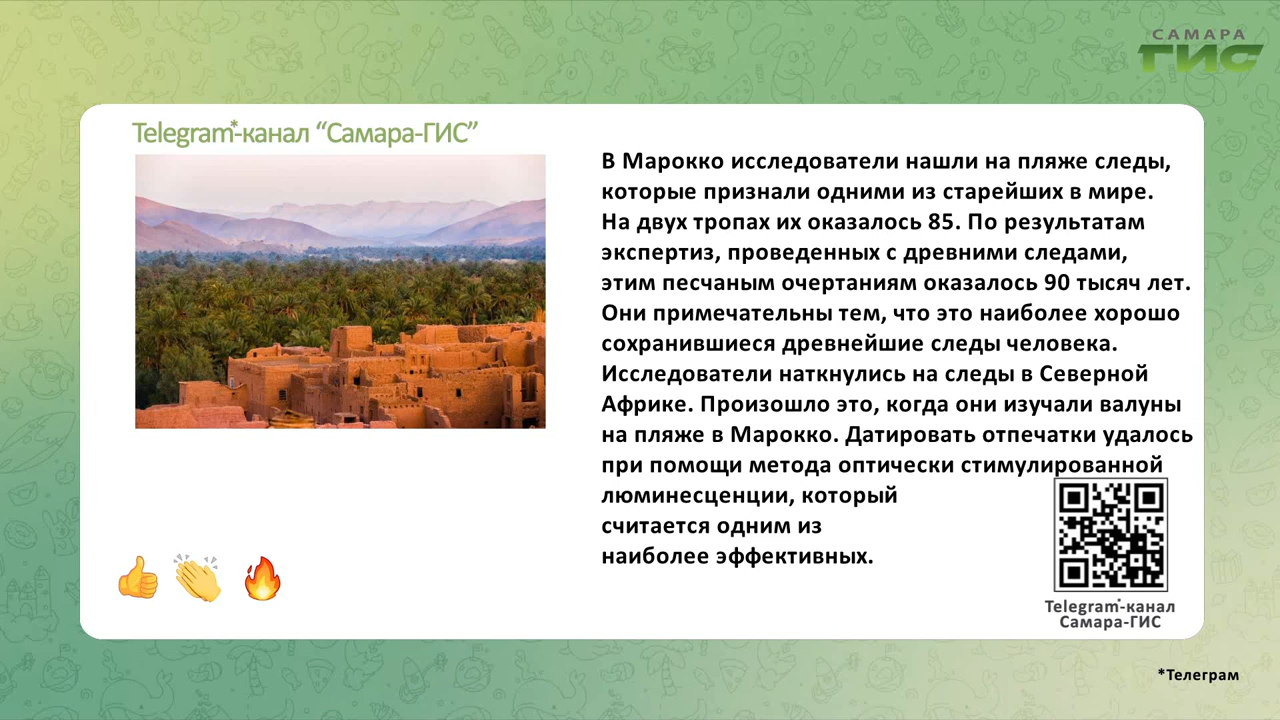 САМАРА
ГИС
Telegram*-канал “Самара-ГИС”
В Марокко исследователи нашли на пляже следы,
которые признали одними из старейших в мире.
На двух тропах их оказалось 85. По результатам
экспертиз, проведенных с древними следами,
этим песчаным очертаниям оказалось 90 тысяч лет.
Они примечательны тем, что это наиболее хорошо
сохранившиеся древнейшие следы человека.
Исследователи наткнулись на следы в Северной
Африке. Произошло это, когда они изучали валуны
на пляже в Марокко. Датировать отпечатки удалось
при помощи метода оптически стимулированной
люминесценции, который
считается одним из
наиболее эффективных.
Telegram*-канал
Самара-ГИС
*Телеграм